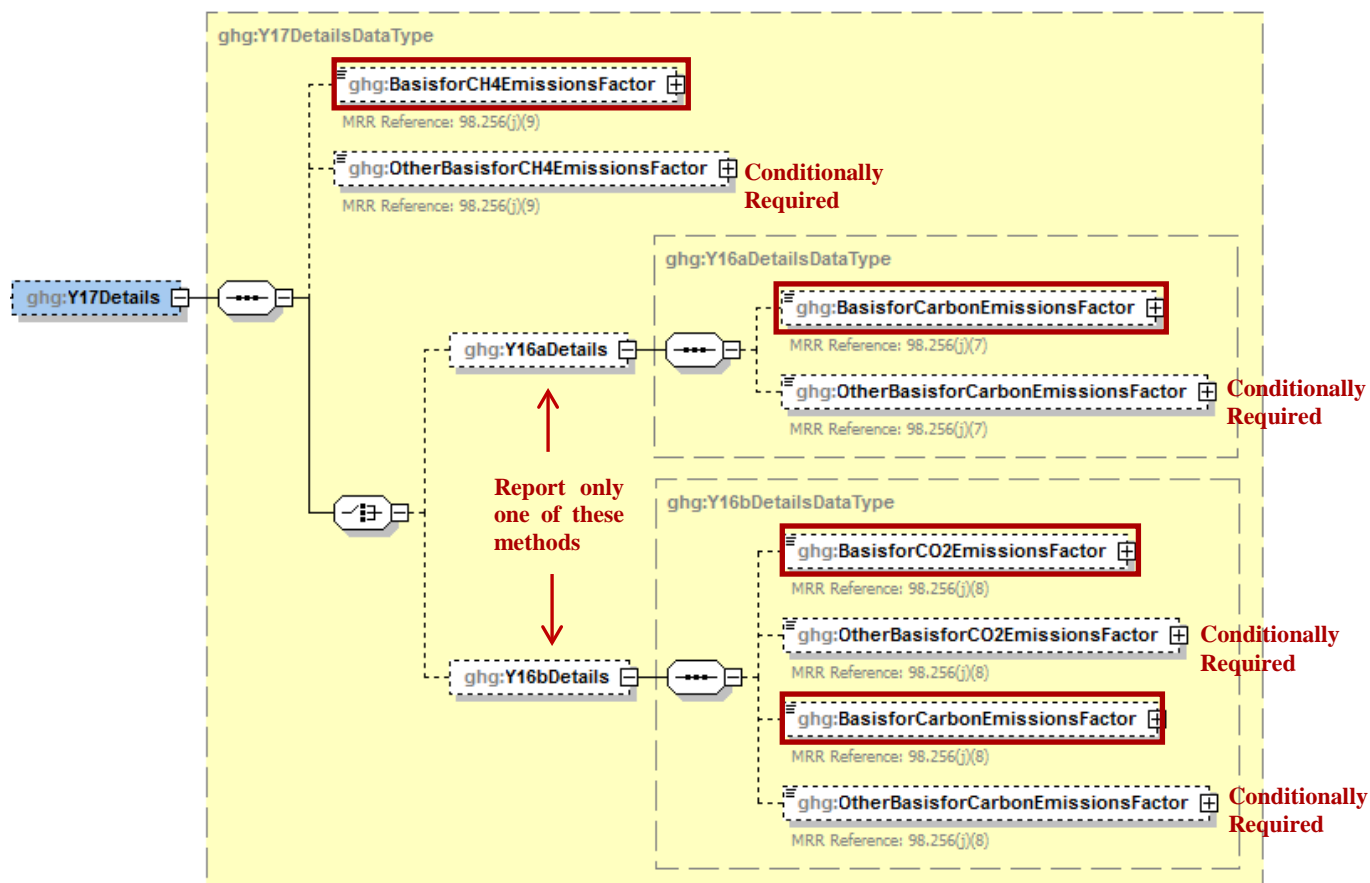 ghg:Y17DetailsDataType
ghg:BasisforCH4EmissionsFactor
MRR Reference: 98.256(j)(9)
ghg:OtherBasisforCH4EmissionsFactor
Conditionally
Required
MRR Reference: 98.256(j)(9)
ghg:Y17Details
ghg:Y16aDetailsDataType
ghg:Y16aDetails
ghg:BasisforCarbonEmissionsFactor
MRR Reference: 98.256(j)(7)
ghg:OtherBasisforCarbonEmissionsFactor
Conditionally
Required
MRR Reference: 98.256(j)(7)
Report only
one of these
methods
ghg:Y16bDetailsDataType
ghg:Y16bDetails
ghg:BasisforCO2EmissionsFactor
MRR Reference: 98.256(j)(8)
ghg:OtherBasisforCO2EmissionsFactor
Conditionally
Required
MRR Reference: 98.256(j)(8)
ghg:BasisforCarbonEmissionsFactor
MRR Reference: 98.256(j)(8)
ghg:OtherBasisforCarbonEmissionsFactor
Conditionally
Required
MRR Reference: 98.256(j)(8)